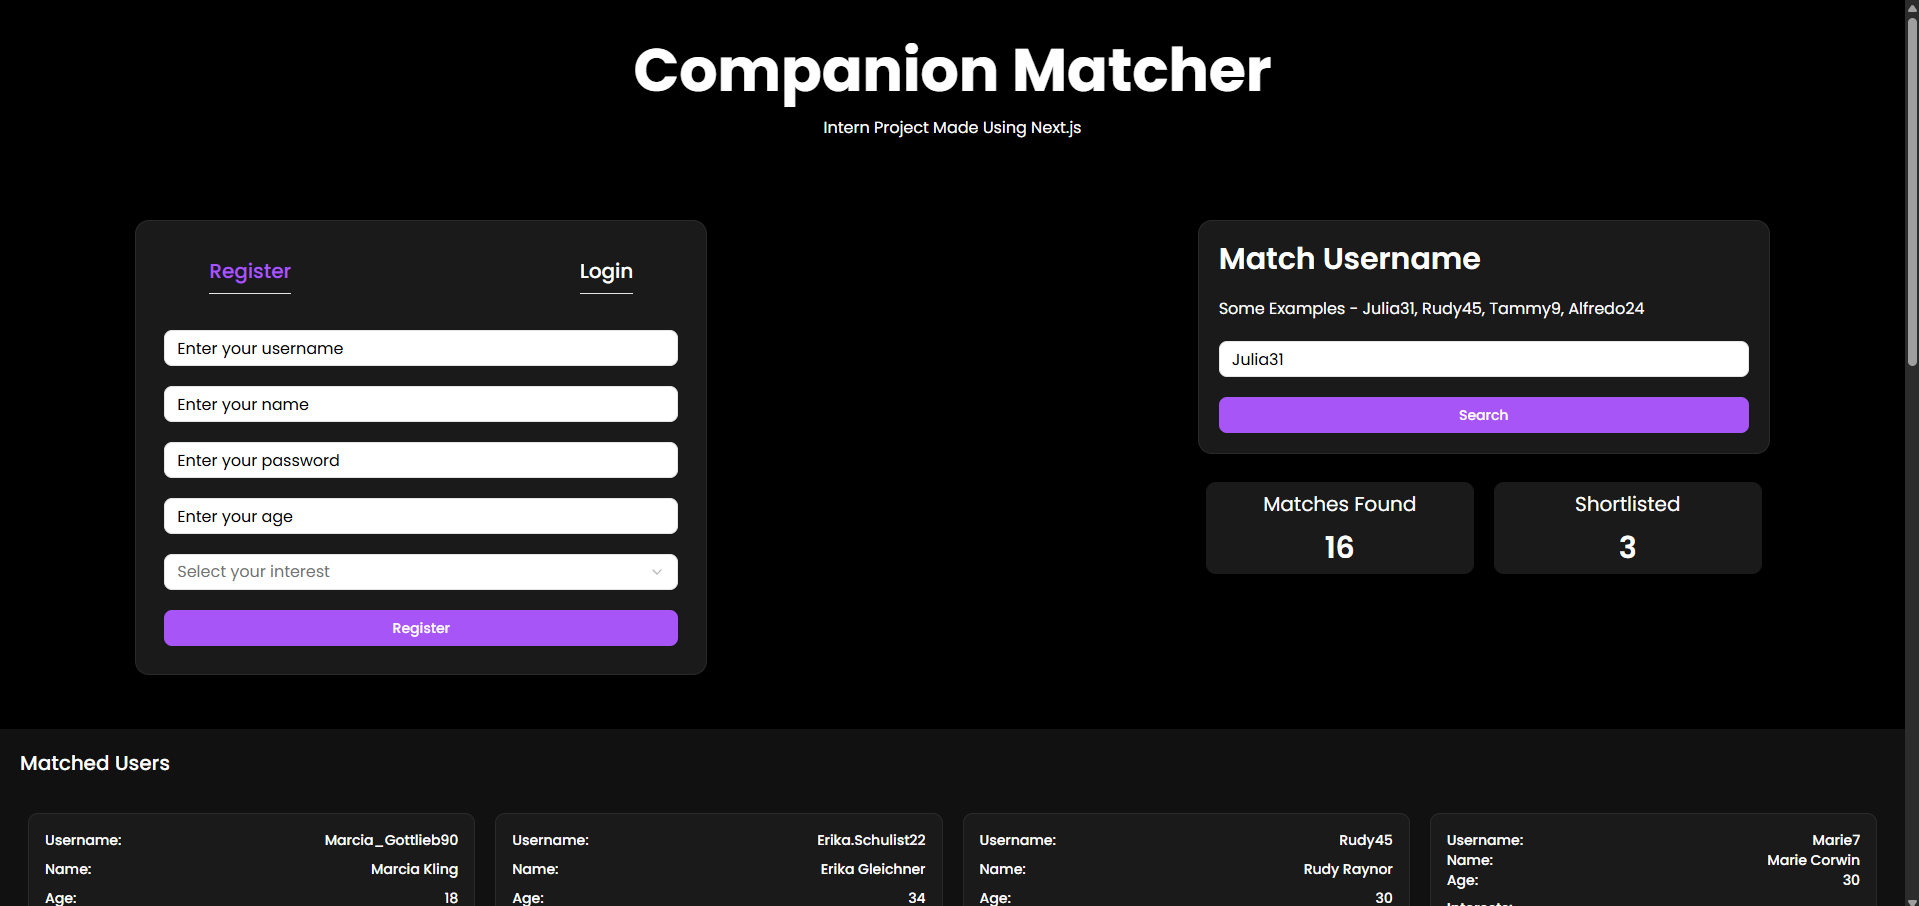 Companion Matcher
Intern Project Made Using Next.js
Register
Login
Enter your username
Enter your name
Enter your password
Enter your age
Select your interest
Register
Match Username
Some Examples - Julia31, Rudy45, Tammy9, Alfredo24
Julia31
Search
Matches Found
16
Shortlisted
3
Matched Users
Username: Marcia_Gottlieb90
Name: Marcia Kling
Age: 18
Username: Erika.Schulist22
Name: Erika Gleichner
Age: 34
Username: Rudy45
Name: Rudy Raynor
Age: 30
Username: Marie7
Name: Marie Corwin
Age: 30